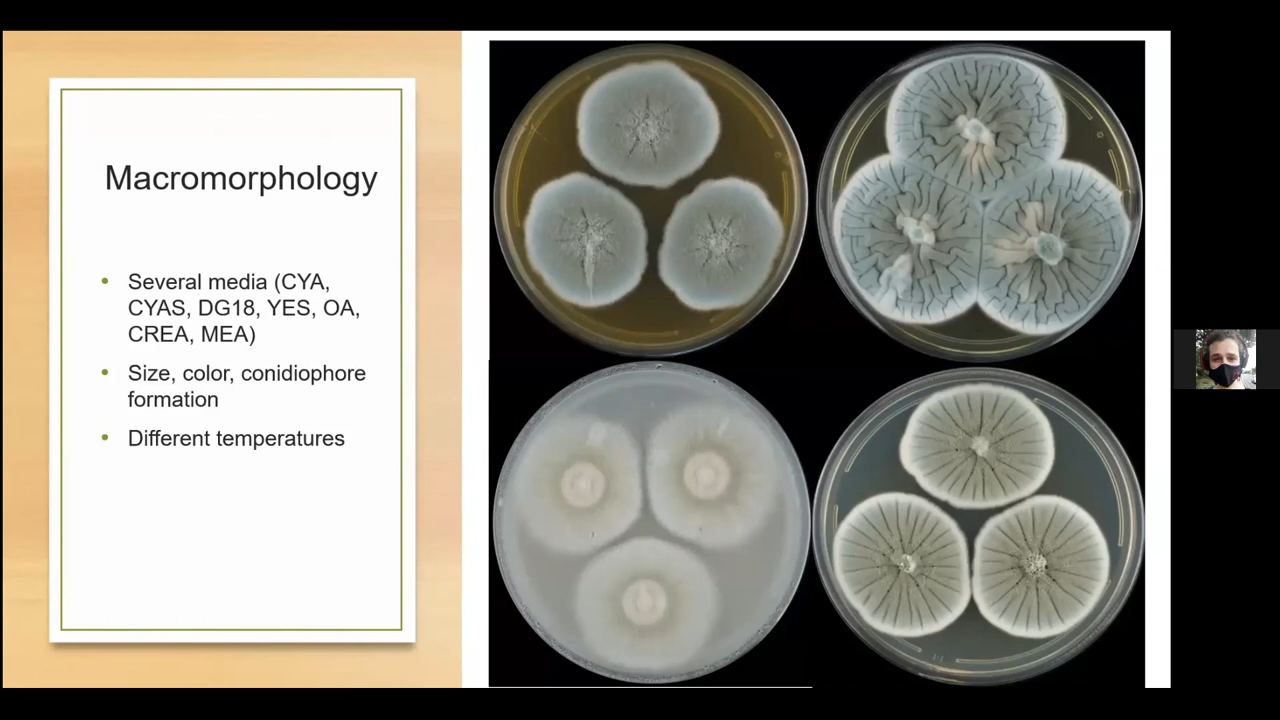 Macromorphology
• Several media (CYA,
CYAS, DG18, YES, OA,
CREA, MEA)
• Size, color, conidiophore
formation
• Different temperatures